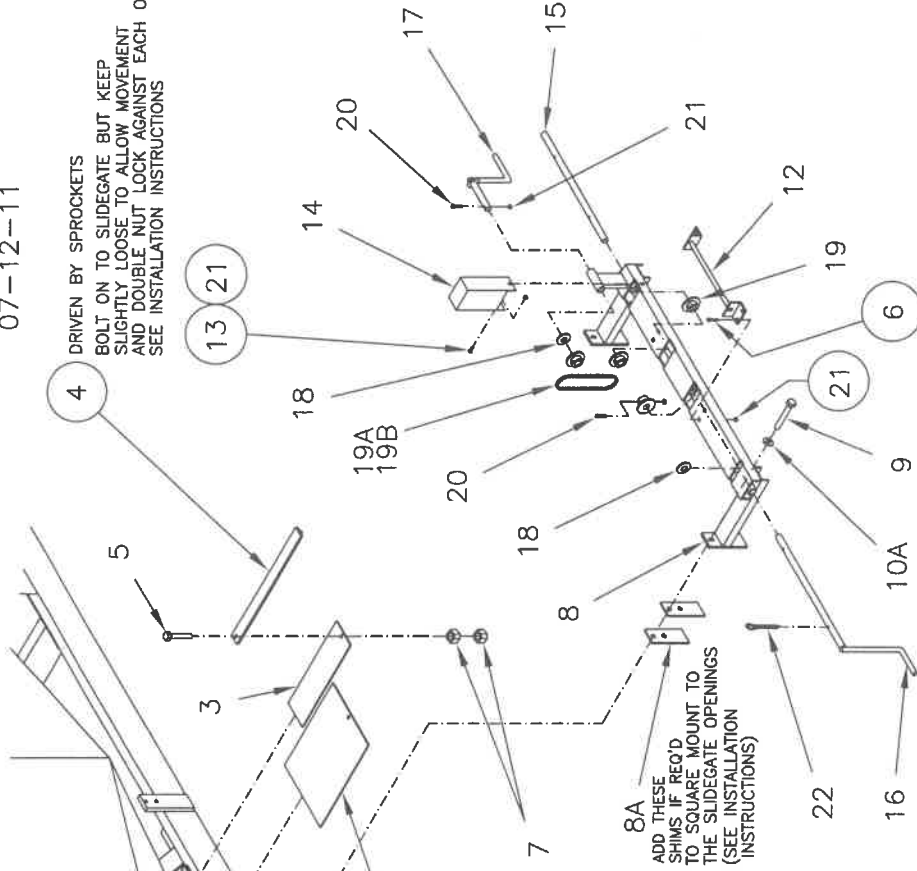 07-12-11
4
DRIVEN BY SPROCKETS
BOLT ON TO SLIDEGATE BUT KEEP
SLIGHTLY LOOSE TO ALLOW MOVEMENT
AND DOUBLE NUT LOCK AGAINST EACH
SEE INSTALLATION INSTRUCTIONS
13
21
20
17
14
15
18
21
19A
19B
12
5
20
19
6
3
18
21
8
9
10A
8A
ADD THESE
SHIMS IF REQ'D
TO SQUARE MOUNT TO
THE SLIDEGATE OPENINGS
(SEE INSTALLATION
INSTRUCTIONS)
7
22
16